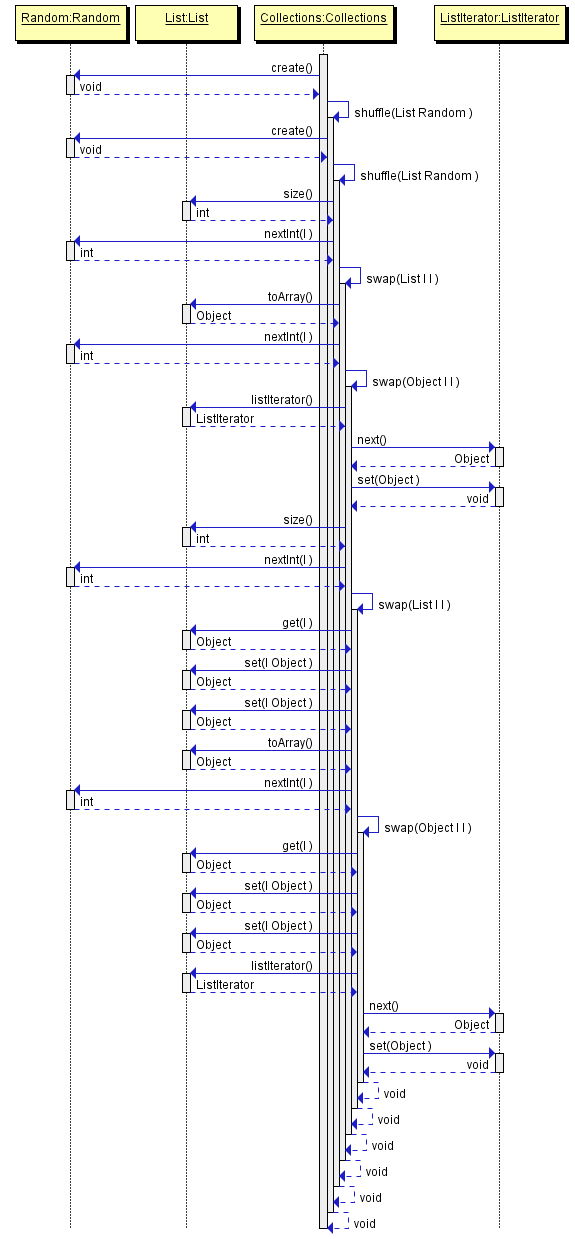 Random:Random List:List Collections:Collections ListIterator:ListIterator
create()
void
shuffle(List Random )
create()
void
shuffle(List Random )
size()
int
nextInt(I )
int
swap(List I I )
toArray()
Object
nextInt(I )
int
swap(Object I I )
listIterator()
ListIterator
next()
Object
set(Object )
void
size()
int
nextInt(I )
int
swap(List I I )
get(I )
Object
set(I Object )
Object
set(I Object )
Object
toArray()
Object
nextInt(I )
int
swap(Object I I )
get(I )
Object
set(I Object )
Object
set(I Object )
Object
listIterator()
ListIterator
next()
Object
set(Object )
void
void
void
void
void
void
void